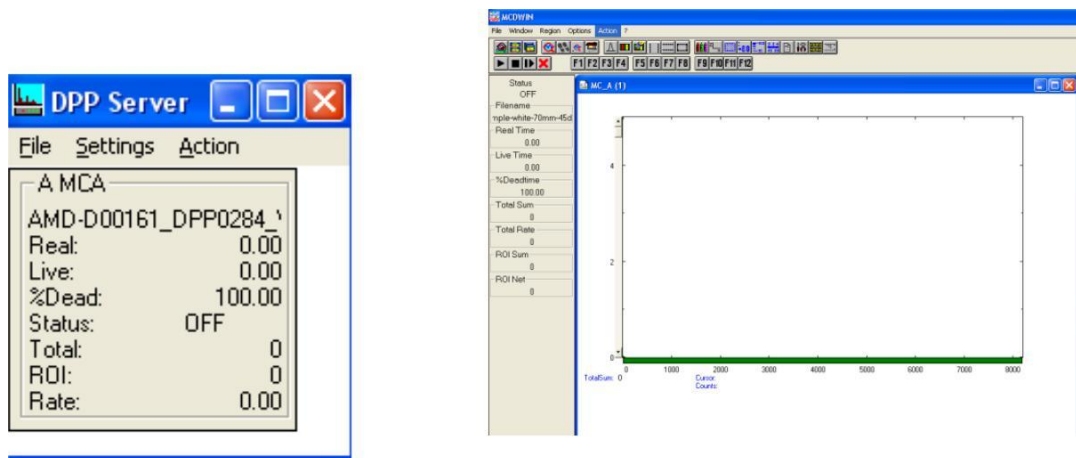 DPP Server
File Settings Action
A MCA
AMD-D00161_DPP0284_
Real: 0.00
Live: 0.00
%Dead: 100.00
Status: OFF
Total: 0
ROI: 0
Rate: 0.00
MCDWIN
File Window Region Options Action ?
F1 F2 F3 F4 F5 F6 F7 F8 F9 F10 F11 F12
Status
OFF
Filename
mple-white-70mm-45d
Real Time
0.00
Live Time
0.00
%Deadtime
100.00
Total Sum
0
Total Rate
0
ROI Sum
0
ROI Net
0
MC_A (1)
4
2
0
0 1000 2000 3000 4000 5000 6000 7000 8000
TotalSum: 0 Cursor:
Counts: